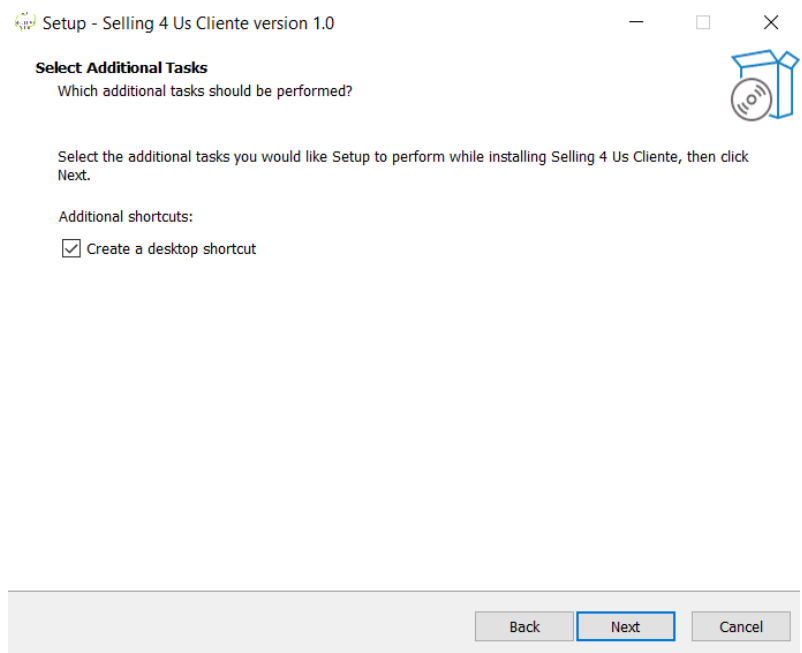 Setup - Selling 4 Us Cliente version 1.0
Select Additional Tasks
Which additional tasks should be performed?
Select the additional tasks you would like Setup to perform while installing Selling 4 Us Cliente, then click
Next.
Additional shortcuts:
Create a desktop shortcut
Back
Next
Cancel